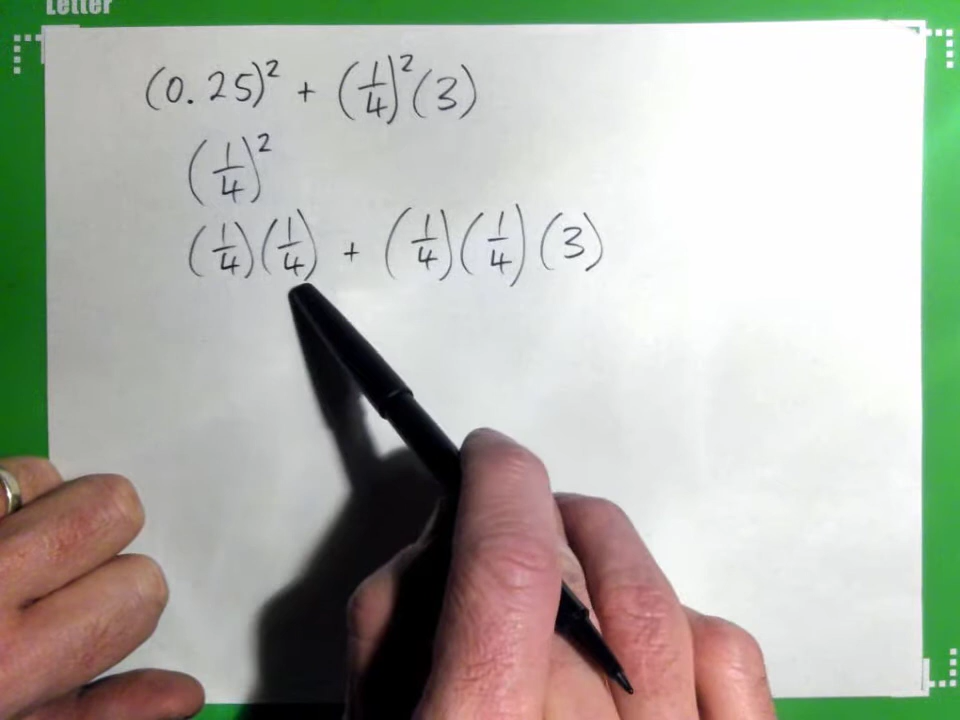 Letter
(0.25)² + (1/4)²(3)
(1/4)²
(1/4)(1/4) + (1/4)(1/4)(3)